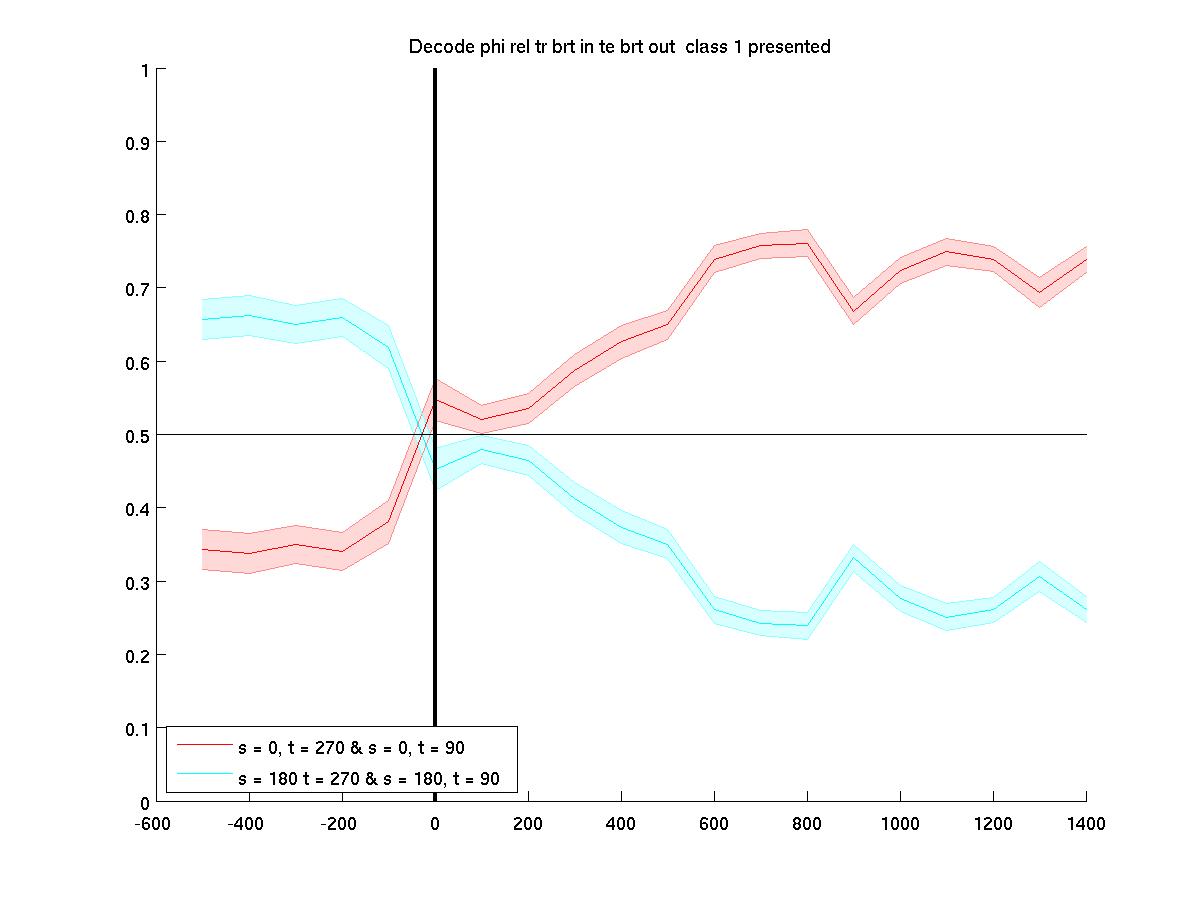 Decode phi rel tr brt in te brt out  class 1 presented
1
0.9
0.8
0.7
0.6
0.5
0.4
0.3
0.2
0.1
0
s = 0, t = 270 & s = 0, t = 90
s = 180 t = 270 & s = 180, t = 90
-600 -400 -200 0 200 400 600 800 1000 1200 1400